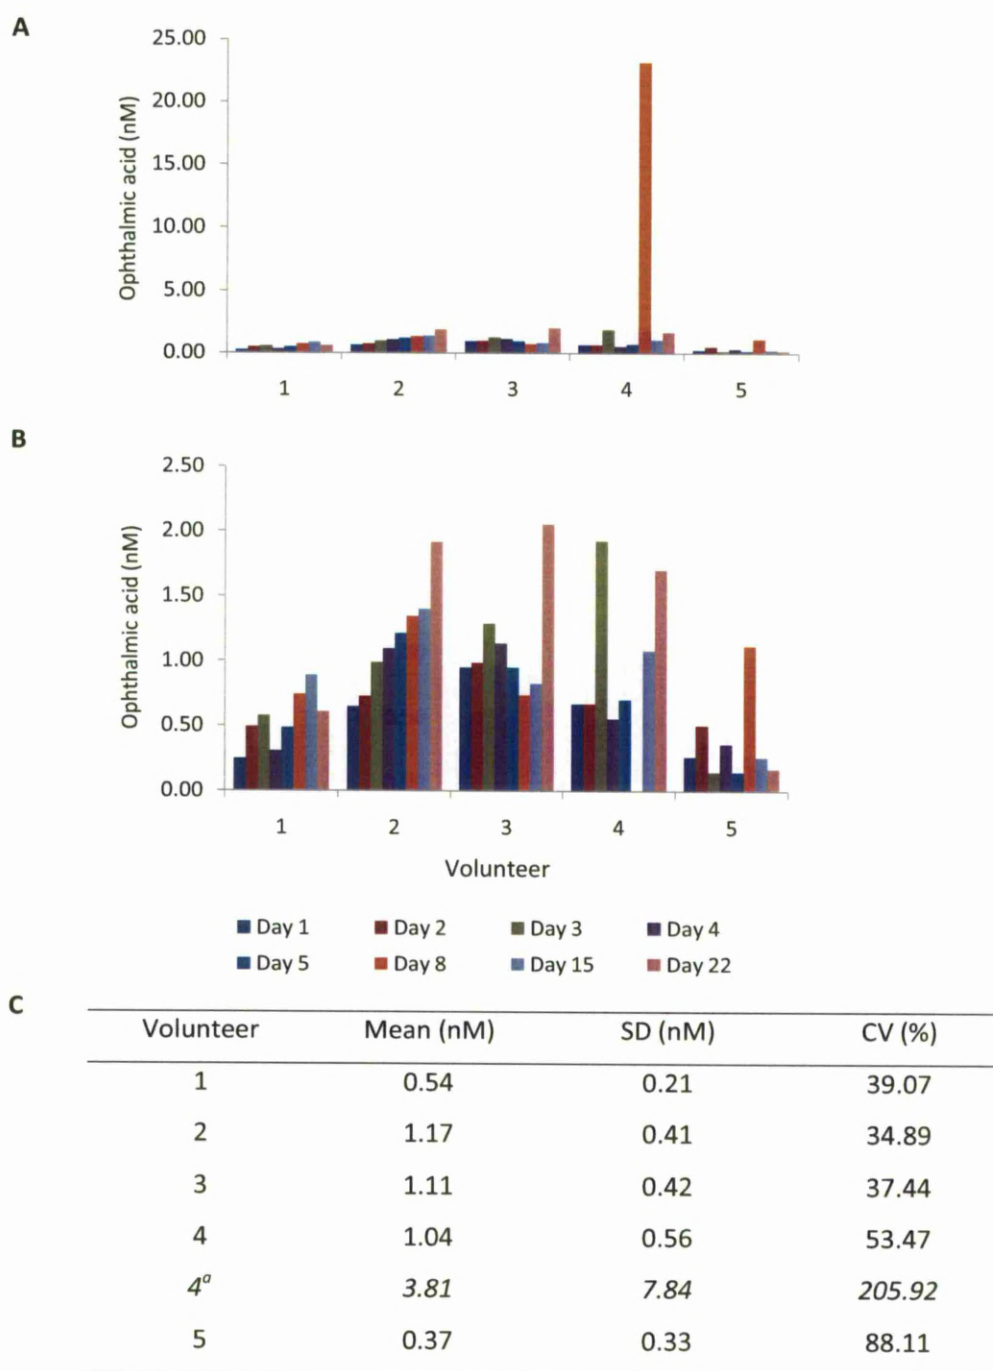 A
25.00
20.00
15.00
10.00
5.00
0.00
Ophthalmic acid (nM)
1 2 3 4 5
B
2.50
2.00
1.50
1.00
0.50
0.00
Ophthalmic acid (nM)
1 2 3 4 5
Volunteer
Day 1 Day 2 Day 3 Day 4
Day 5 Day 8 Day 15 Day 22
C
Volunteer Mean (nM) SD (nM) CV (%)
1 0.54 0.21 39.07
2 1.17 0.41 34.89
3 1.11 0.42 37.44
4 1.04 0.56 53.47
4ᵃ 3.81 7.84 205.92
5 0.37 0.33 88.11